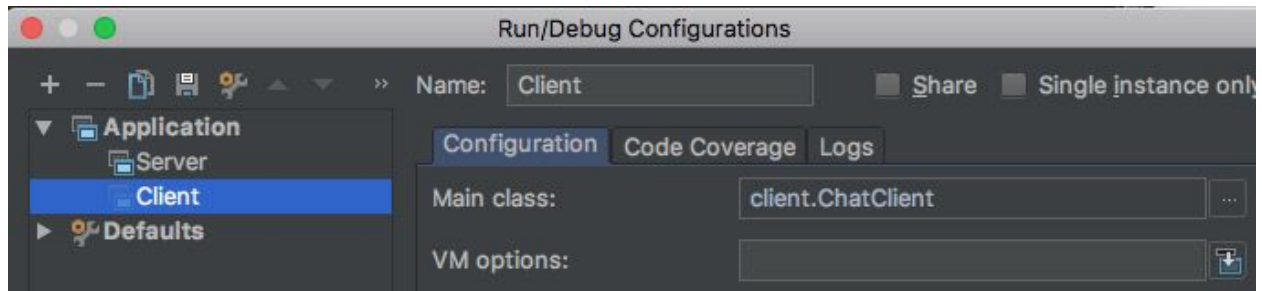 Run/Debug Configurations
Name: Client Share Single instance only
Application
Server
Client
Defaults
Configuration Code Coverage Logs
Main class: client.ChatClient ...
VM options: